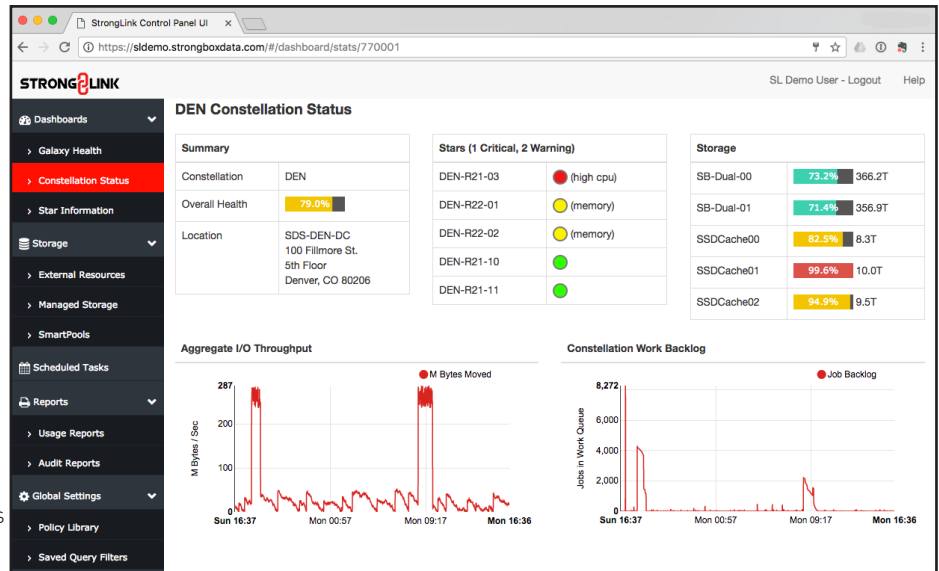 StrongLink Control Panel UI
https://sldemo.strongboxdata.com/#/dashboard/stats/770001
STRONG LINK
SL Demo User - Logout Help
Dashboards
Galaxy Health
Constellation Status
Star Information
Storage
External Resources
Managed Storage
SmartPools
Scheduled Tasks
Reports
Usage Reports
Audit Reports
Global Settings
Policy Library
Saved Query Filters
DEN Constellation Status
Summary
Constellation DEN
Overall Health 79.0%
Location SDS-DEN-DC
100 Fillmore St.
5th Floor
Denver, CO 80206
Stars (1 Critical, 2 Warning)
DEN-R21-03 (high cpu)
DEN-R22-01 (memory)
DEN-R22-02 (memory)
DEN-R21-10
DEN-R21-11
Storage
SB-Dual-00 73.2% 366.2T
SB-Dual-01 71.4% 356.9T
SSDCache00 82.5% 8.3T
SSDCache01 99.6% 10.0T
SSDCache02 94.9% 9.5T
Aggregate I/O Throughput
M Bytes Moved
M Bytes / Sec
287
200
100
0
Sun 16:37 Mon 00:57 Mon 09:17 Mon 16:36
Constellation Work Backlog
Job Backlog
Jobs in Work Queue
8,272
6,000
4,000
2,000
0
Sun 16:37 Mon 00:57 Mon 09:17 Mon 16:36